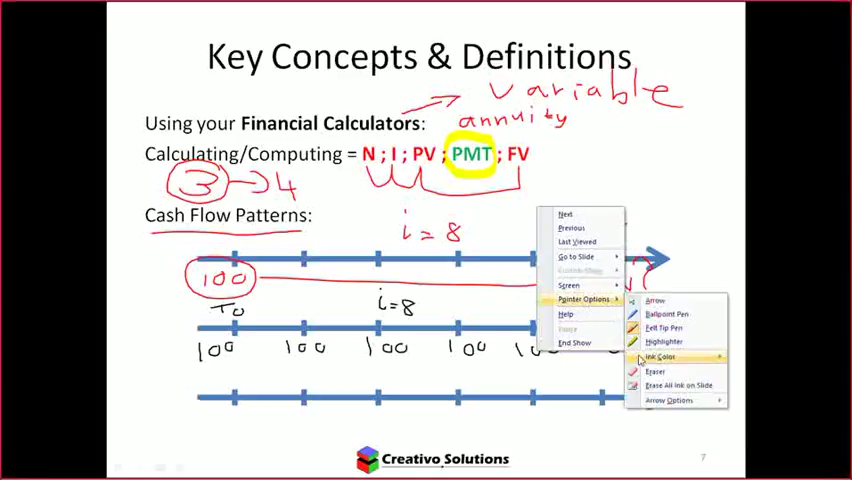 Key Concepts & Definitions
variable
Using your Financial Calculators:
annuity
Calculating/Computing = N ; I ; PV ; PMT ; FV
3 → 4
Cash Flow Patterns:
i = 8
100
T0
i=8
100 100 100 100
Next
Previous
Last Viewed
Go to Slide
Custom Show
Screen
Pointer Options
Help
Pause
End Show
Arrow
Ballpoint Pen
Felt Tip Pen
Highlighter
Ink Color
Eraser
Erase All Ink on Slide
Arrow Options
Creativo Solutions
7